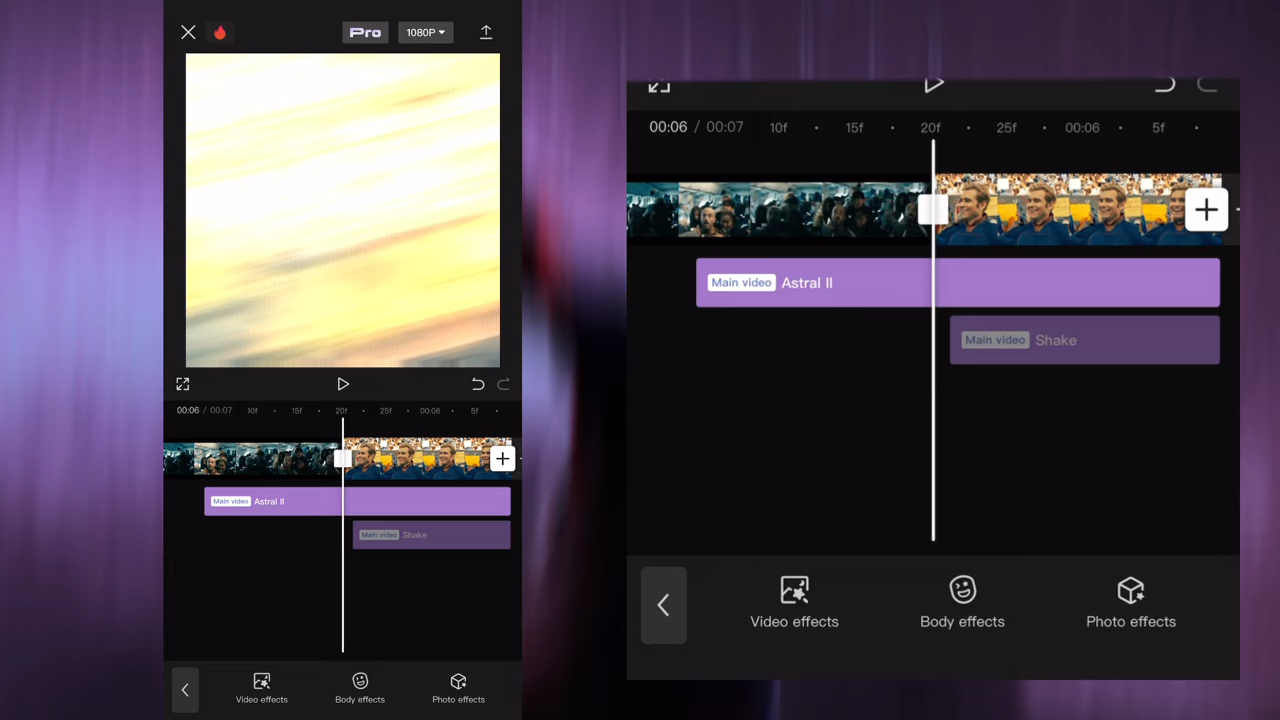 Pro 1080P
00:06 / 00:07 10f 15f 20f 25f 00:06 5f
Main video Astral II
Main video Shake
Video effects Body effects Photo effects
00:06 / 00:07 10f 15f 20f 25f 00:06 5f
Main video Astral II
Main video Shake
Video effects Body effects Photo effects